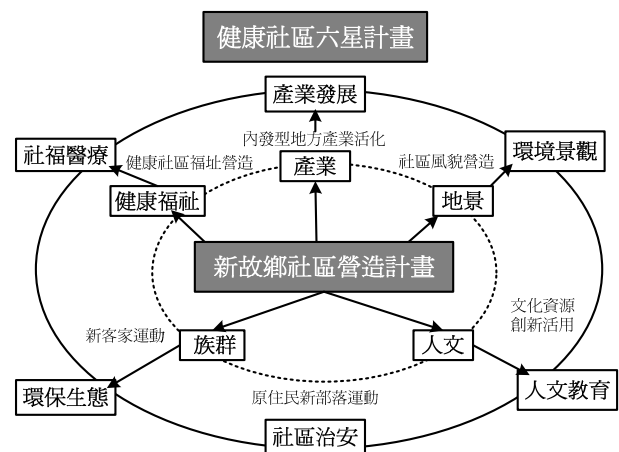 健康社區六星計畫
產業發展
內發型地方產業活化
社福醫療
健康社區福址營造
產業
社區風貌營造
環境景觀
健康福祉
地景
新故鄉社區營造計畫
文化資源
創新活用
新客家運動
族群
人文
環保生態
原住民新部落運動
人文教育
社區治安